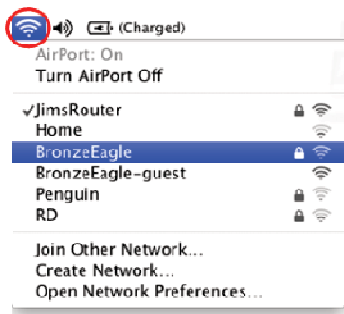 (Charged)
AirPort: On
Turn AirPort Off
✓JimsRouter
Home
BronzeEagle
BronzeEagle-guest
Penguin
RD
Join Other Network...
Create Network...
Open Network Preferences...